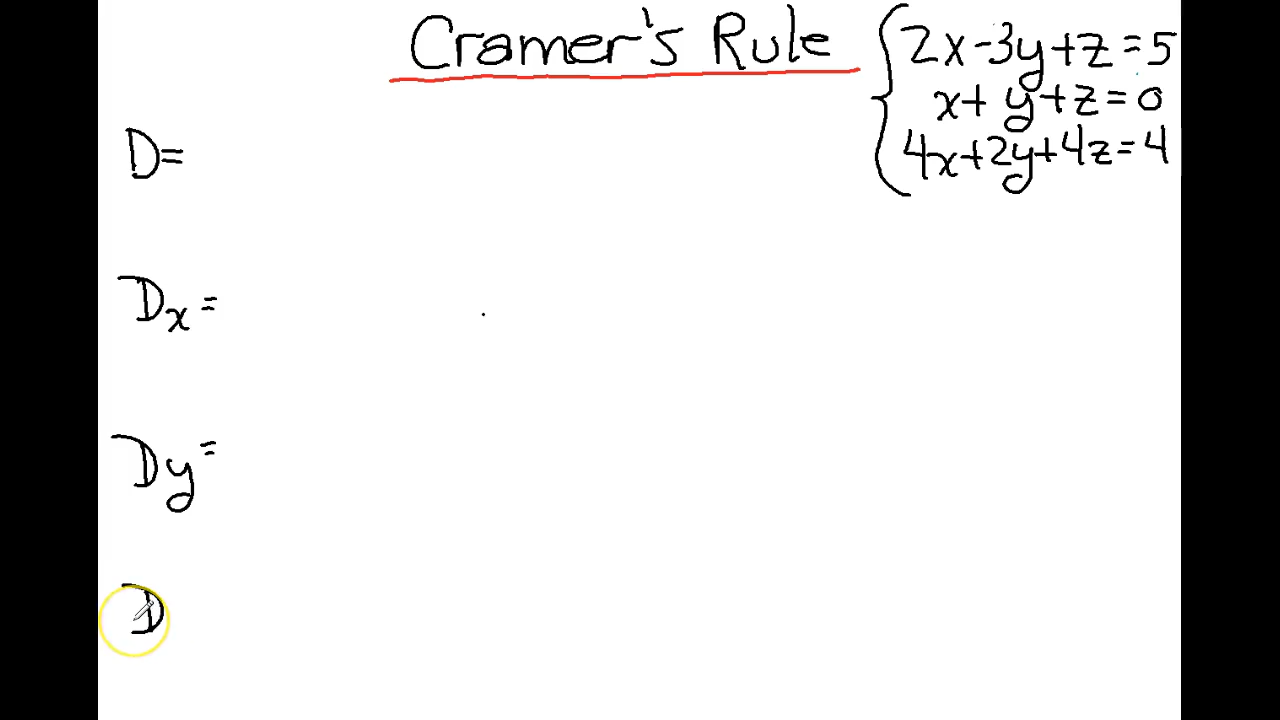 Cramer's Rule
2x-3y+z=5
x+y+z=0
4x+2y+4z=4
D=
Dx=
Dy=
D